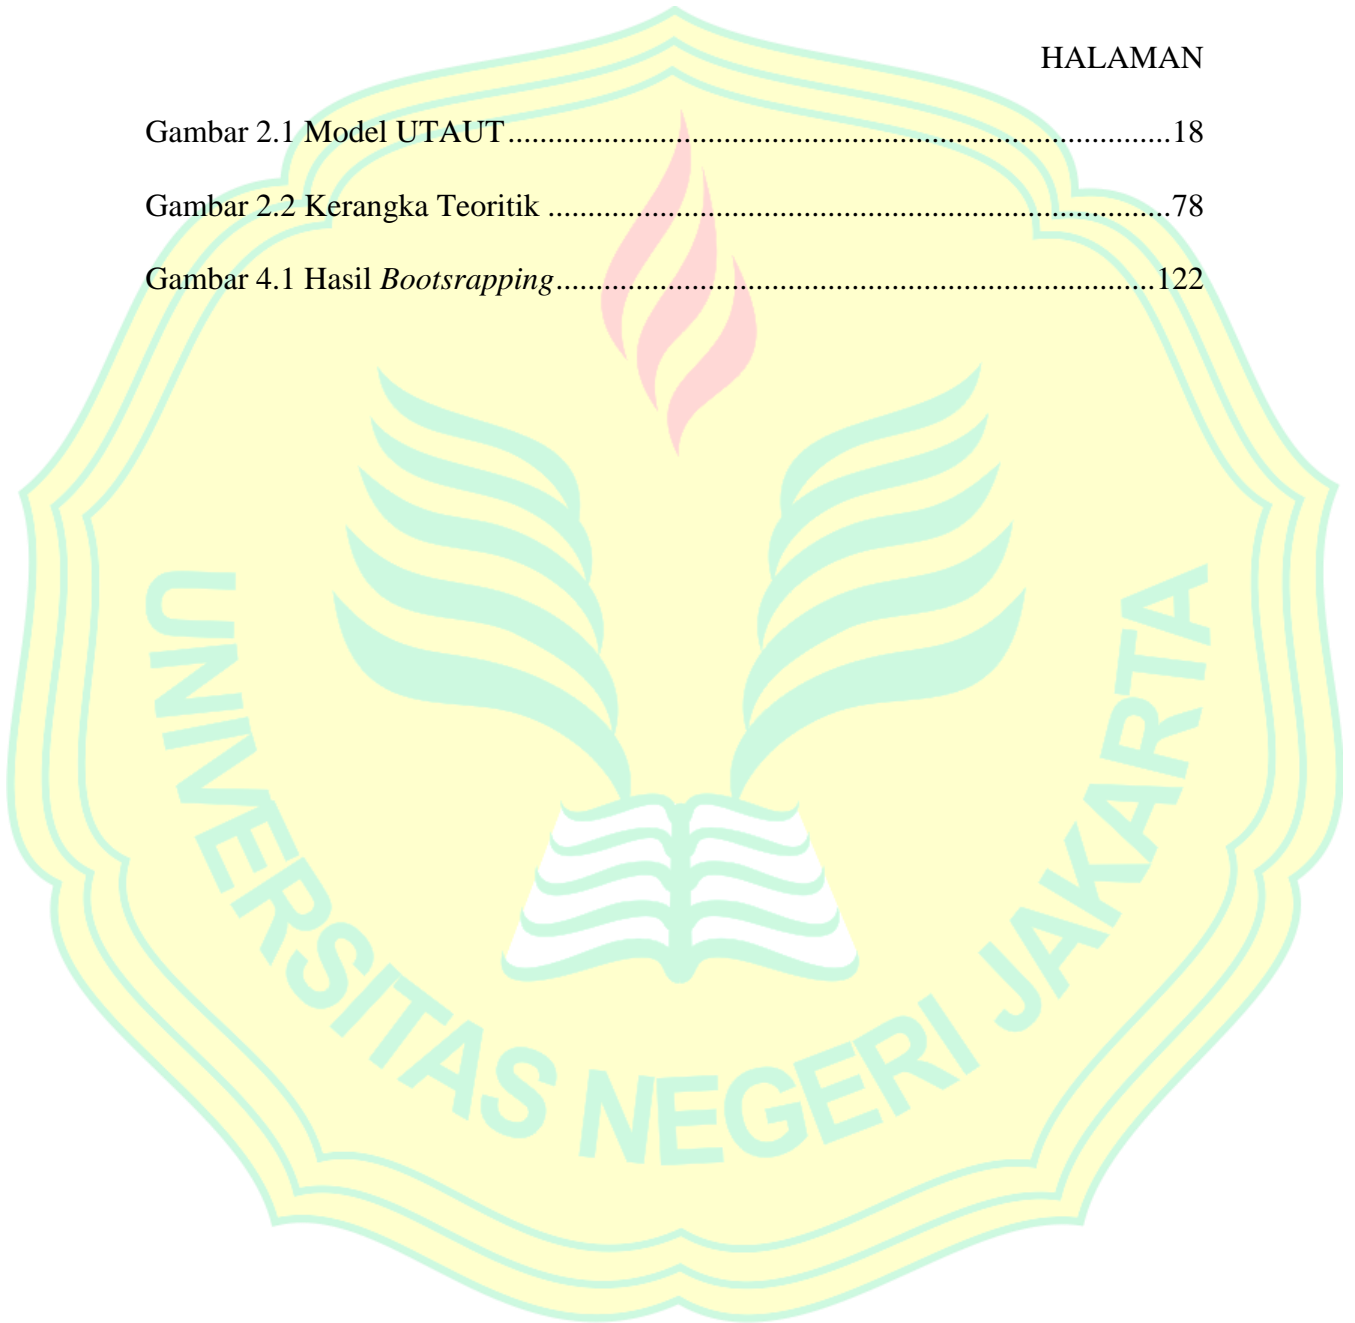 HALAMAN
Gambar 2.1 Model UTAUT...................................................................................18
Gambar 2.2 Kerangka Teoritik ..............................................................................78
Gambar 4.1 Hasil Bootsrapping...........................................................................122
UNIVERSITAS NEGERI JAKARTA